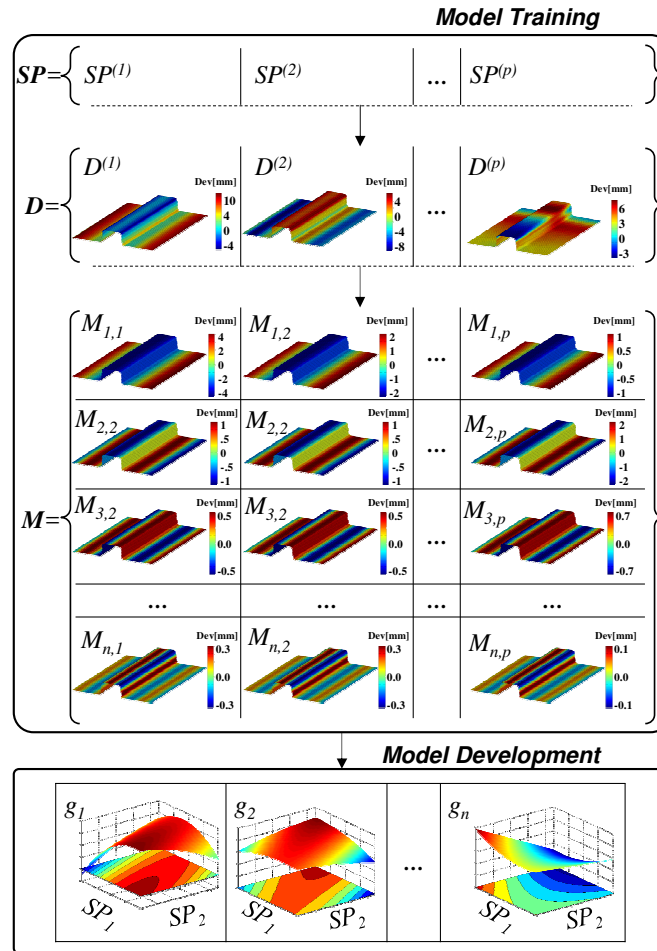 Model Training
SP= SP(1) SP(2) ... SP(p)
D= D(1) D(2) ... D(p)
Dev[mm] 10 7 4 0 -4
Dev[mm] 4 0 -4 -8
Dev[mm] 6 3 0 -3
M=
M1,1 Dev[mm] 4 2 0 -2 -4
M1,2 Dev[mm] 2 1 0 -1 -2
...
M1,p Dev[mm] 1 0.5 0 -0.5 -1
M2,2 Dev[mm] 1 0 -1
M2,2 Dev[mm] 1 0 -1
...
M2,p Dev[mm] 2 1 0 -1 -2
M3,2 Dev[mm] 0.5 0.0 -0.5
M3,2 Dev[mm] 0.5 0.0 -0.5
...
M3,p Dev[mm] 0.7 0.0 -0.7
... ... ... ...
Mn,1 Dev[mm] 0.3 0.0 -0.3
Mn,2 Dev[mm] 0.3 0.0 -0.3
Mn,p Dev[mm] 0.1 0.0 -0.1
Model Development
g1 g2 ... gn
SP1 SP2 SP1 SP2 SP1 SP2